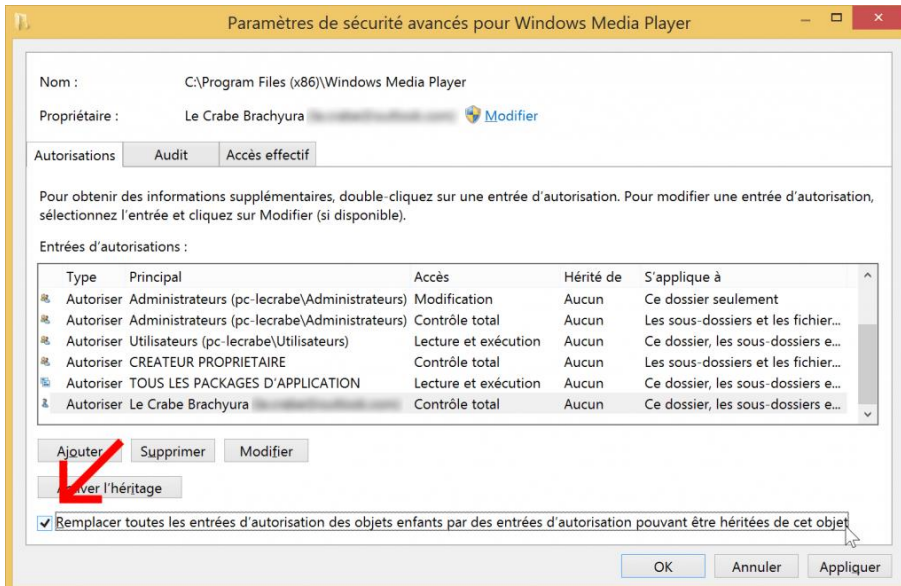 Paramètres de sécurité avancés pour Windows Media Player
Nom : C:\Program Files (x86)\Windows Media Player
Propriétaire : Le Crabe Brachyura Modifier
Autorisations Audit Accès effectif
Pour obtenir des informations supplémentaires, double-cliquez sur une entrée d'autorisation. Pour modifier une entrée d'autorisation,
sélectionnez l'entrée et cliquez sur Modifier (si disponible).
Entrées d'autorisations :
Type Principal Accès Hérité de S'applique à
Autoriser Administrateurs (pc-lecrabe\Administrateurs) Modification Aucun Ce dossier seulement
Autoriser Administrateurs (pc-lecrabe\Administrateurs) Contrôle total Aucun Les sous-dossiers et les fichier...
Autoriser Utilisateurs (pc-lecrabe\Utilisateurs) Lecture et exécution Aucun Ce dossier, les sous-dossiers e...
Autoriser CREATEUR PROPRIETAIRE Contrôle total Aucun Les sous-dossiers et les fichier...
Autoriser TOUS LES PACKAGES D'APPLICATION Lecture et exécution Aucun Ce dossier, les sous-dossiers e...
Autoriser Le Crabe Brachyura Contrôle total Aucun Ce dossier, les sous-dossiers e...
Ajouter Supprimer Modifier
l'héritage
Remplacer toutes les entrées d'autorisation des objets enfants par des entrées d'autorisation pouvant être héritées de cet objet
OK Annuler Appliquer